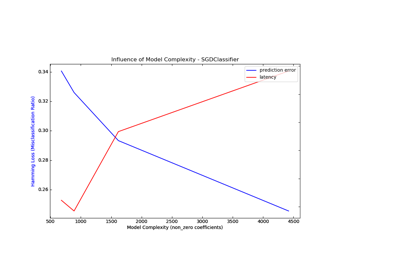 Influence of Model Complexity - SGDClassifier
prediction error
latency
0.34
0.32
0.30
0.28
0.26
Hamming Loss (Misclassification Ratio)
500 1000 1500 2000 2500 3000 3500 4000 4500
Model Complexity (non_zero coefficients)